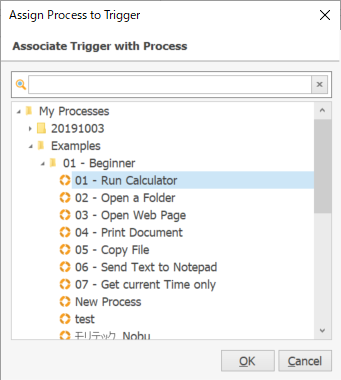 Assign Process to Trigger
Associate Trigger with Process
My Processes
20191003
Examples
01 - Beginner
01 - Run Calculator
02 - Open a Folder
03 - Open Web Page
04 - Print Document
05 - Copy File
06 - Send Text to Notepad
07 - Get current Time only
New Process
test
モリテック Nobu
OK
Cancel